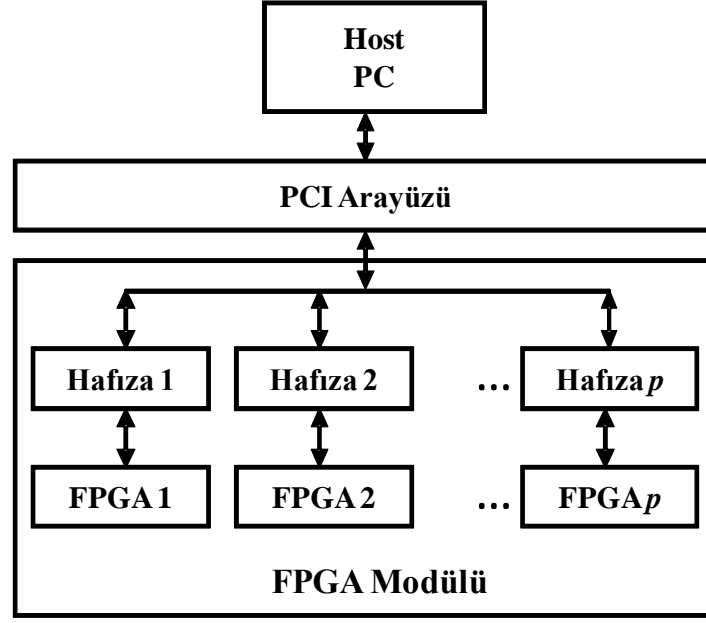 Host
PC
PCI Arayüzü
Hafıza 1
Hafıza 2
...
Hafıza p
FPGA 1
FPGA 2
...
FPGA p
FPGA Modülü